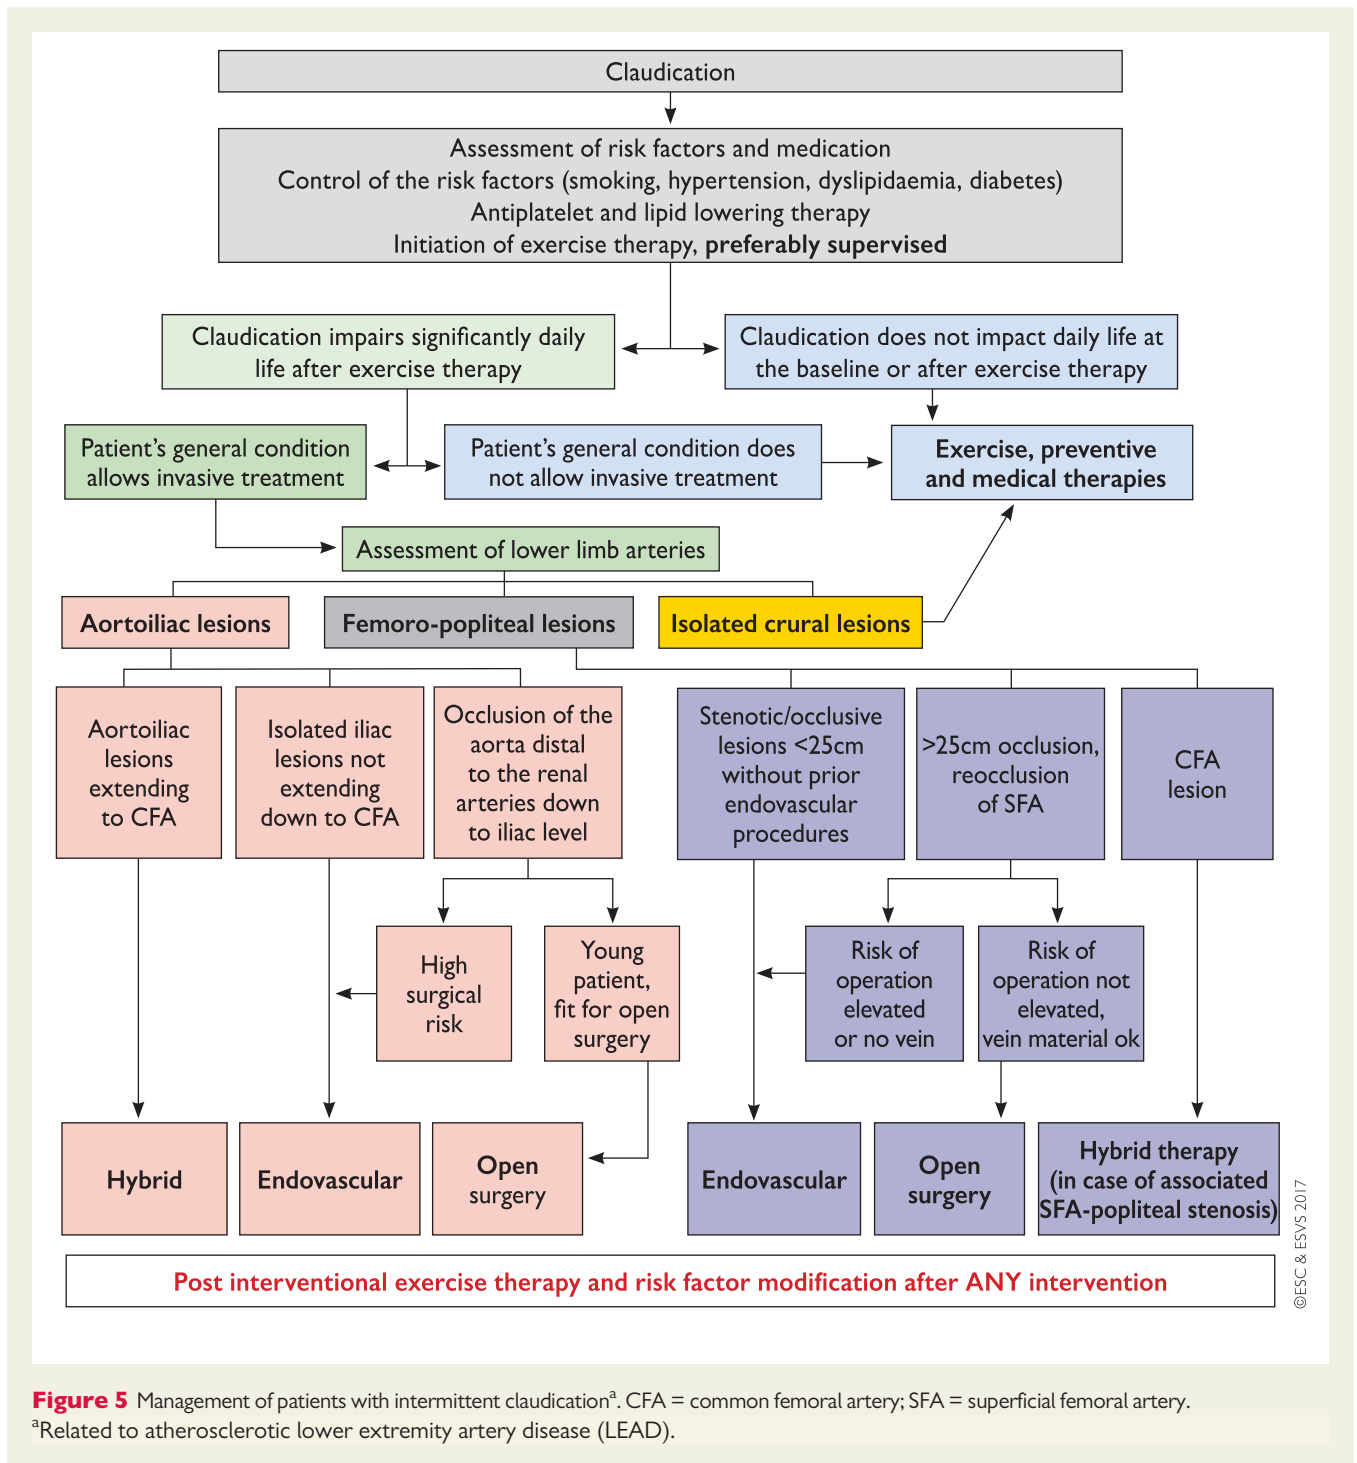 Claudication
Assessment of risk factors and medication
Control of the risk factors (smoking, hypertension, dyslipidaemia, diabetes)
Antiplatelet and lipid lowering therapy
Initiation of exercise therapy, preferably supervised
Claudication impairs significantly daily
life after exercise therapy
Claudication does not impact daily life at
the baseline or after exercise therapy
Patient's general condition
allows invasive treatment
Patient's general condition does
not allow invasive treatment
Exercise, preventive
and medical therapies
Assessment of lower limb arteries
Aortoiliac lesions
Femoro-popliteal lesions
Isolated crural lesions
Aortoiliac
lesions
extending
to CFA
Isolated iliac
lesions not
extending
down to CFA
Occlusion of the
aorta distal
to the renal
arteries down
to iliac level
Stenotic/occlusive
lesions <25cm
without prior
endovascular
procedures
>25cm occlusion,
reocclusion
of SFA
CFA
lesion
High
surgical
risk
Young
patient,
fit for open
surgery
Risk of
operation
elevated
or no vein
Risk of
operation not
elevated,
vein material ok
Hybrid
Endovascular
Open
surgery
Endovascular
Open
surgery
Hybrid therapy
(in case of associated
SFA-popliteal stenosis)
Post interventional exercise therapy and risk factor modification after ANY intervention
©ESC & ESVS 2017
Figure 5 Management of patients with intermittent claudicationᵃ. CFA = common femoral artery; SFA = superficial femoral artery.
ᵃRelated to atherosclerotic lower extremity artery disease (LEAD).